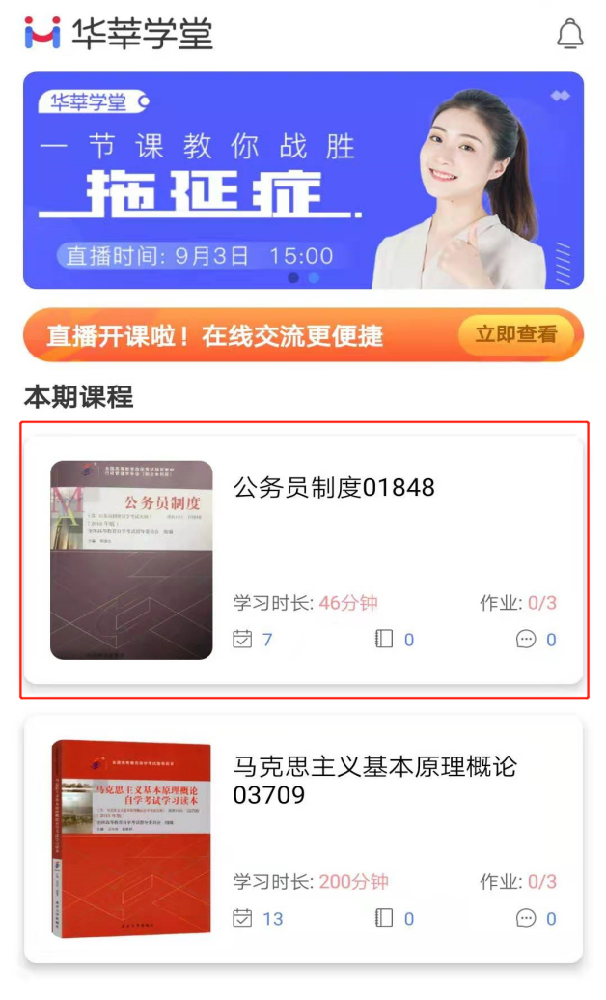 华莘学堂
华莘学堂
一节课教你战胜
拖延症
直播时间: 9月3日 15:00
直播开课啦！在线交流更便捷
立即查看
本期课程
公务员制度
公务员制度01848
学习时长: 46分钟
作业: 0/3
7
0
0
马克思主义基本原理概论
自学考试学习读本
马克思主义基本原理概论
03709
学习时长: 200分钟
作业: 0/3
13
0
0